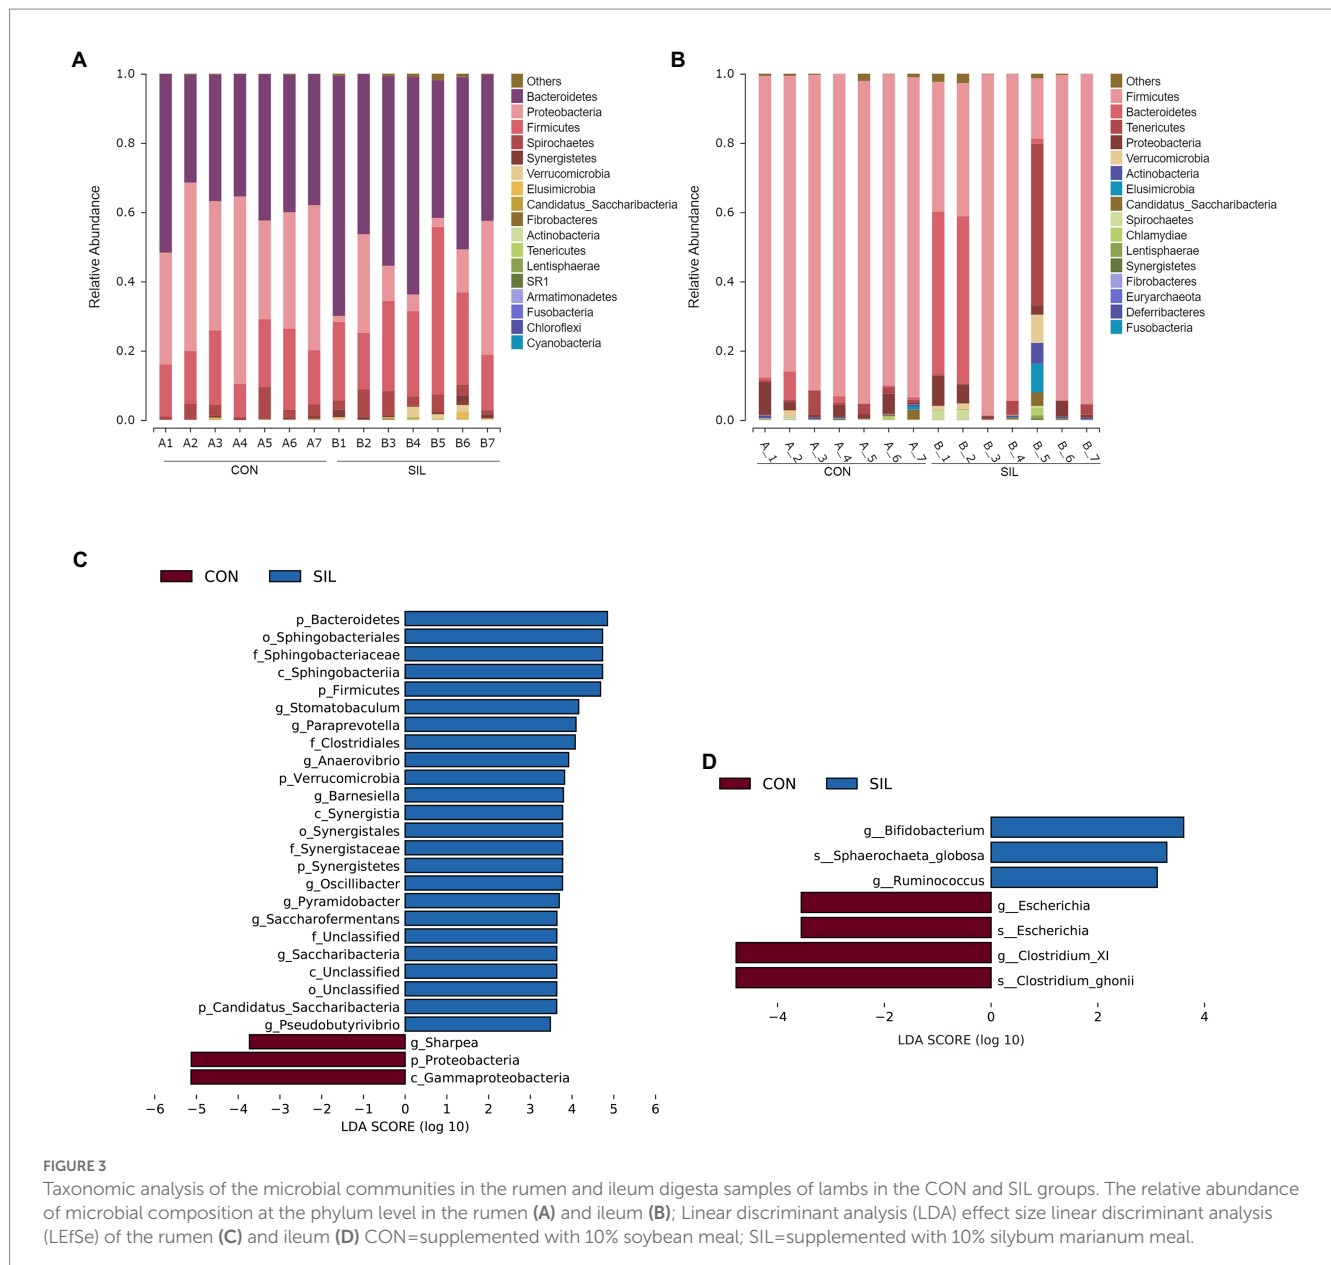 A
Relative Abundance
1.0
0.8
0.6
0.4
0.2
0.0
A1 A2 A3 A4 A5 A6 A7 B1 B2 B3 B4 B5 B6 B7
CON SIL
Others
Bacteroidetes
Proteobacteria
Firmicutes
Spirochaetes
Synergistetes
Verrucomicrobia
Elusimicrobia
Candidatus_Saccharibacteria
Fibrobacteres
Actinobacteria
Tenericutes
Lentisphaerae
SR1
Armatimonadetes
Fusobacteria
Chloroflexi
Cyanobacteria
B
Relative Abundance
1.0
0.8
0.6
0.4
0.2
0.0
A_1 A_2 A_3 A_4 A_5 A_6 A_7 B_1 B_2 B_3 B_4 B_5 B_6 B_7
CON SIL
Others
Firmicutes
Bacteroidetes
Tenericutes
Proteobacteria
Verrucomicrobia
Actinobacteria
Elusimicrobia
Candidatus_Saccharibacteria
Spirochaetes
Chlamydiae
Lentisphaerae
Synergistetes
Fibrobacteres
Euryarchaeota
Deferribacteres
Fusobacteria
C
CON SIL
p_Bacteroidetes
o_Sphingobacteriales
f_Sphingobacteriaceae
c_Sphingobacteriia
p_Firmicutes
g_Stomatobaculum
g_Paraprevotella
f_Clostridiales
g_Anaerovibrio
p_Verrucomicrobia
g_Barnesiella
c_Synergistia
o_Synergistales
f_Synergistaceae
p_Synergistetes
g_Oscillibacter
g_Pyramidobacter
g_Saccharofermentans
f_Unclassified
g_Saccharibacteria
c_Unclassified
o_Unclassified
p_Candidatus_Saccharibacteria
g_Pseudobutyrivibrio
g_Sharpea
p_Proteobacteria
c_Gammaproteobacteria
−6 −5 −4 −3 −2 −1 0 1 2 3 4 5 6
LDA SCORE (log 10)
D
CON SIL
g__Bifidobacterium
s__Sphaerochaeta_globosa
g__Ruminococcus
g__Escherichia
s__Escherichia
g__Clostridium_XI
s__Clostridium_ghonii
−4 −2 0 2 4
LDA SCORE (log 10)
FIGURE 3
Taxonomic analysis of the microbial communities in the rumen and ileum digesta samples of lambs in the CON and SIL groups. The relative abundance
of microbial composition at the phylum level in the rumen (A) and ileum (B); Linear discriminant analysis (LDA) effect size linear discriminant analysis
(LEfSe) of the rumen (C) and ileum (D) CON=supplemented with 10% soybean meal; SIL=supplemented with 10% silybum marianum meal.